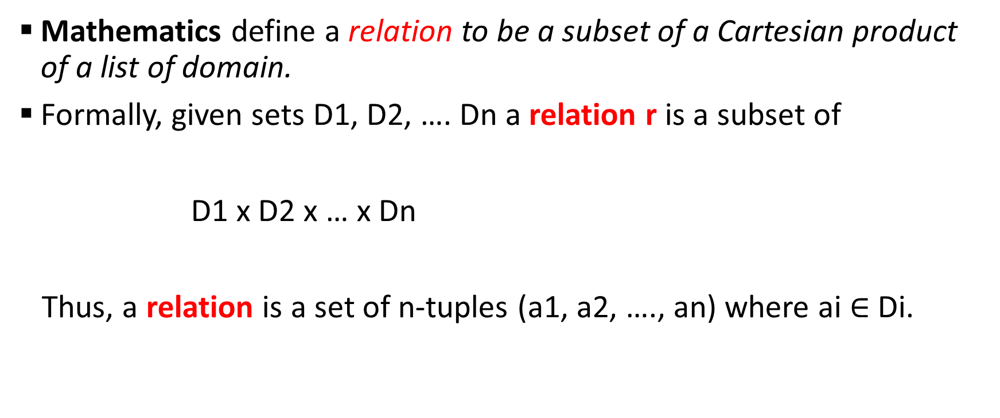 ▪ Mathematics define a relation to be a subset of a Cartesian product
of a list of domain.
▪ Formally, given sets D1, D2, .... Dn a relation r is a subset of
D1 x D2 x ... x Dn
Thus, a relation is a set of n-tuples (a1, a2, ...., an) where ai ∈ Di.